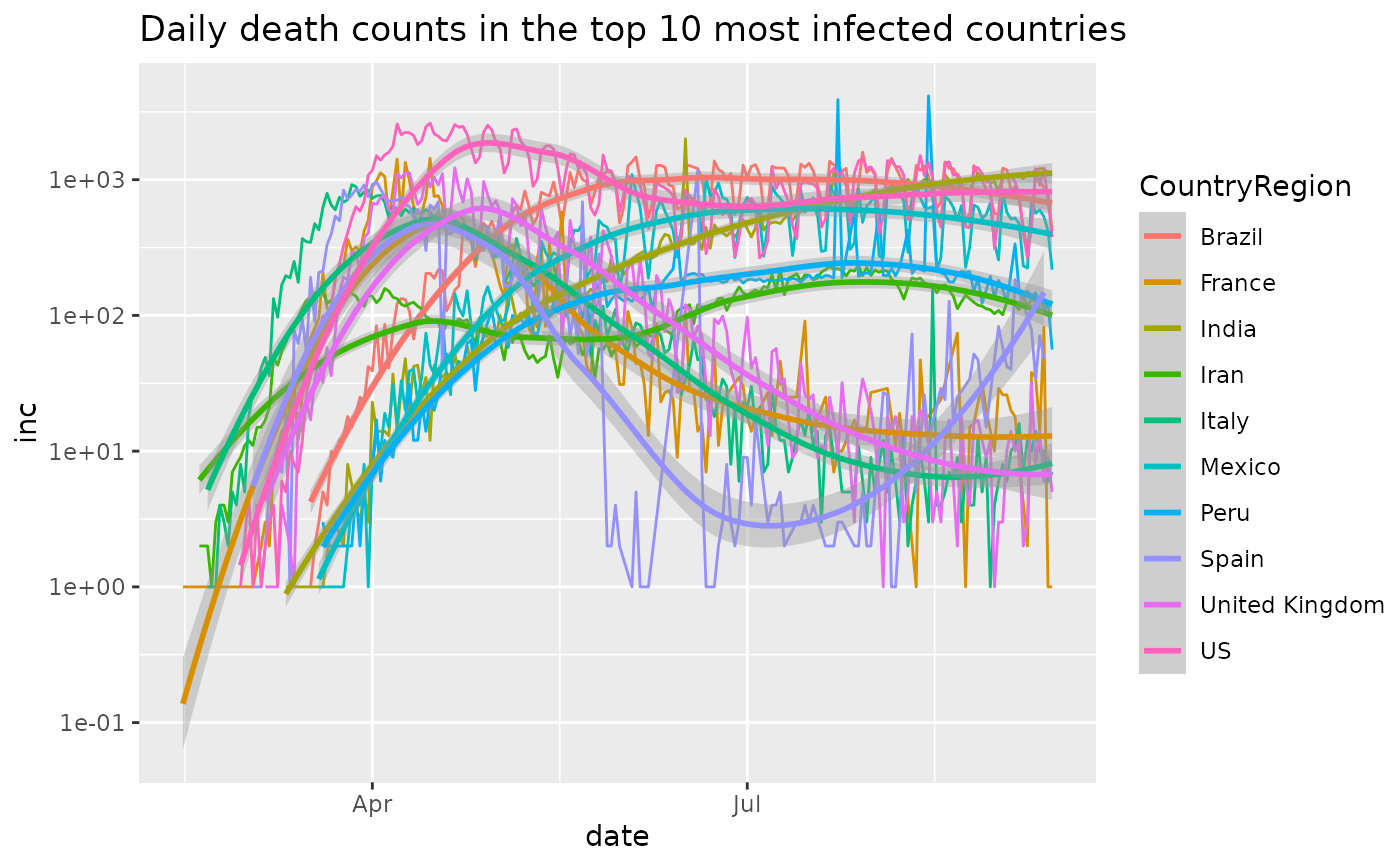 Daily death counts in the top 10 most infected countries
1e+03
1e+02
1e+01
1e+00
1e-01
inc
Apr
Jul
date
CountryRegion
Brazil
France
India
Iran
Italy
Mexico
Peru
Spain
United Kingdom
US